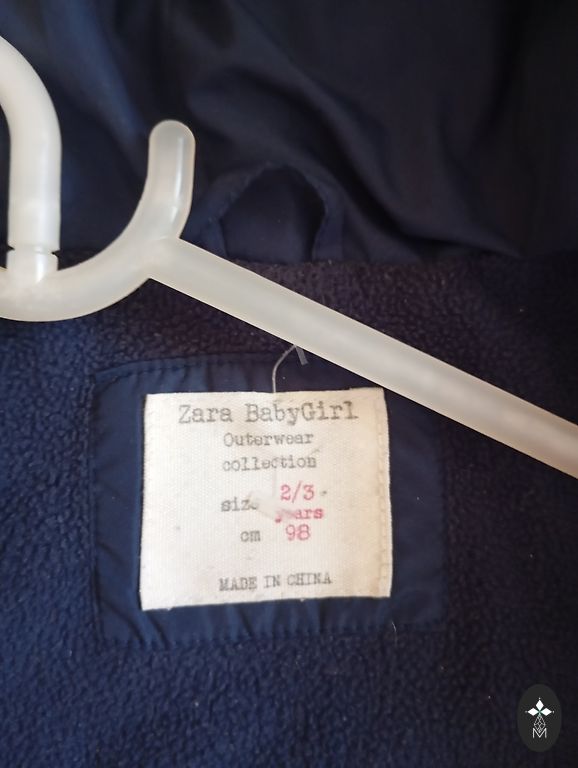 Zara BabyGirl
Outerwear
collection
size 2/3
years
cm 98
MADE IN CHINA
M